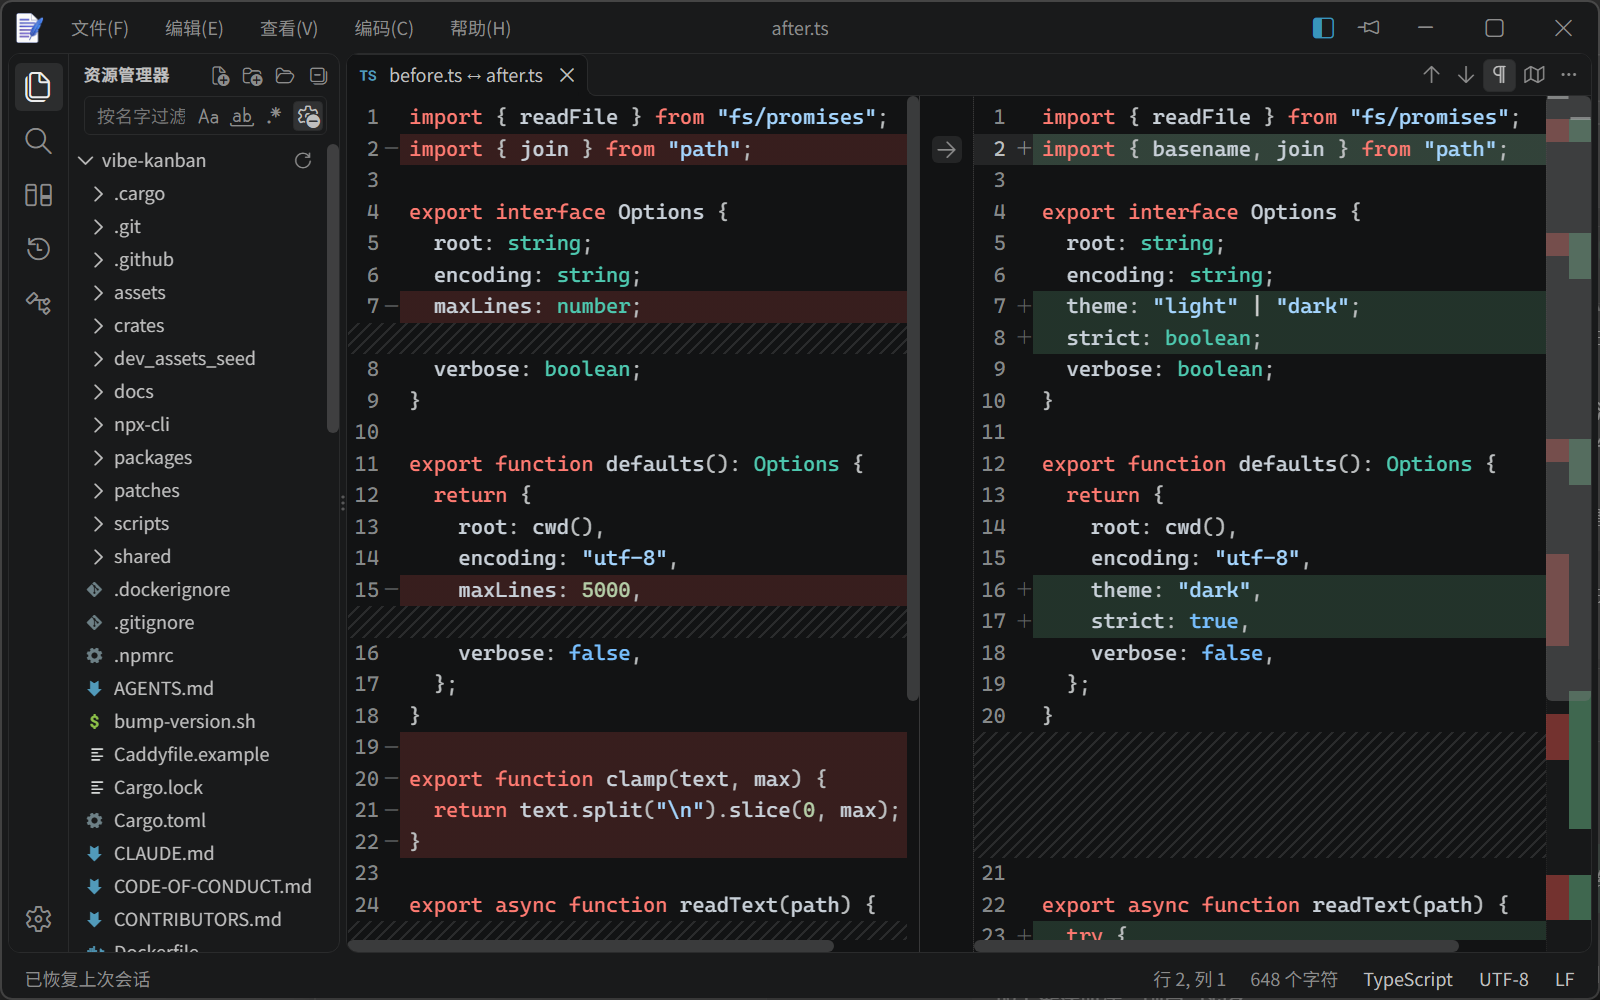 文件(F) 编辑(E) 查看(V) 编码(C) 帮助(H) after.ts
资源管理器
按名字过滤 Aa ab .*
vibe-kanban
.cargo
.git
.github
assets
crates
dev_assets_seed
docs
npx-cli
packages
patches
scripts
shared
.dockerignore
.gitignore
.npmrc
AGENTS.md
$ bump-version.sh
Caddyfile.example
Cargo.lock
Cargo.toml
CLAUDE.md
CODE-OF-CONDUCT.md
CONTRIBUTORS.md
Dockerfile
TS before.ts↔after.ts
1 import { readFile } from "fs/promises";
2 − import { join } from "path";
3
4 export interface Options {
5 root: string;
6 encoding: string;
7 − maxLines: number;
8 verbose: boolean;
9 }
10
11 export function defaults(): Options {
12 return {
13 root: cwd(),
14 encoding: "utf-8",
15 − maxLines: 5000,
16 verbose: false,
17 };
18 }
19 −
20 − export function clamp(text, max) {
21 − return text.split("\n").slice(0, max);
22 − }
23
24 export async function readText(path) {
1 import { readFile } from "fs/promises";
2 + import { basename, join } from "path";
3
4 export interface Options {
5 root: string;
6 encoding: string;
7 + theme: "light" | "dark";
8 + strict: boolean;
9 verbose: boolean;
10 }
11
12 export function defaults(): Options {
13 return {
14 root: cwd(),
15 encoding: "utf-8",
16 + theme: "dark",
17 + strict: true,
18 verbose: false,
19 };
20 }
21
22 export async function readText(path) {
23 + try {
已恢复上次会话 行 2, 列 1 648 个字符 TypeScript UTF-8 LF